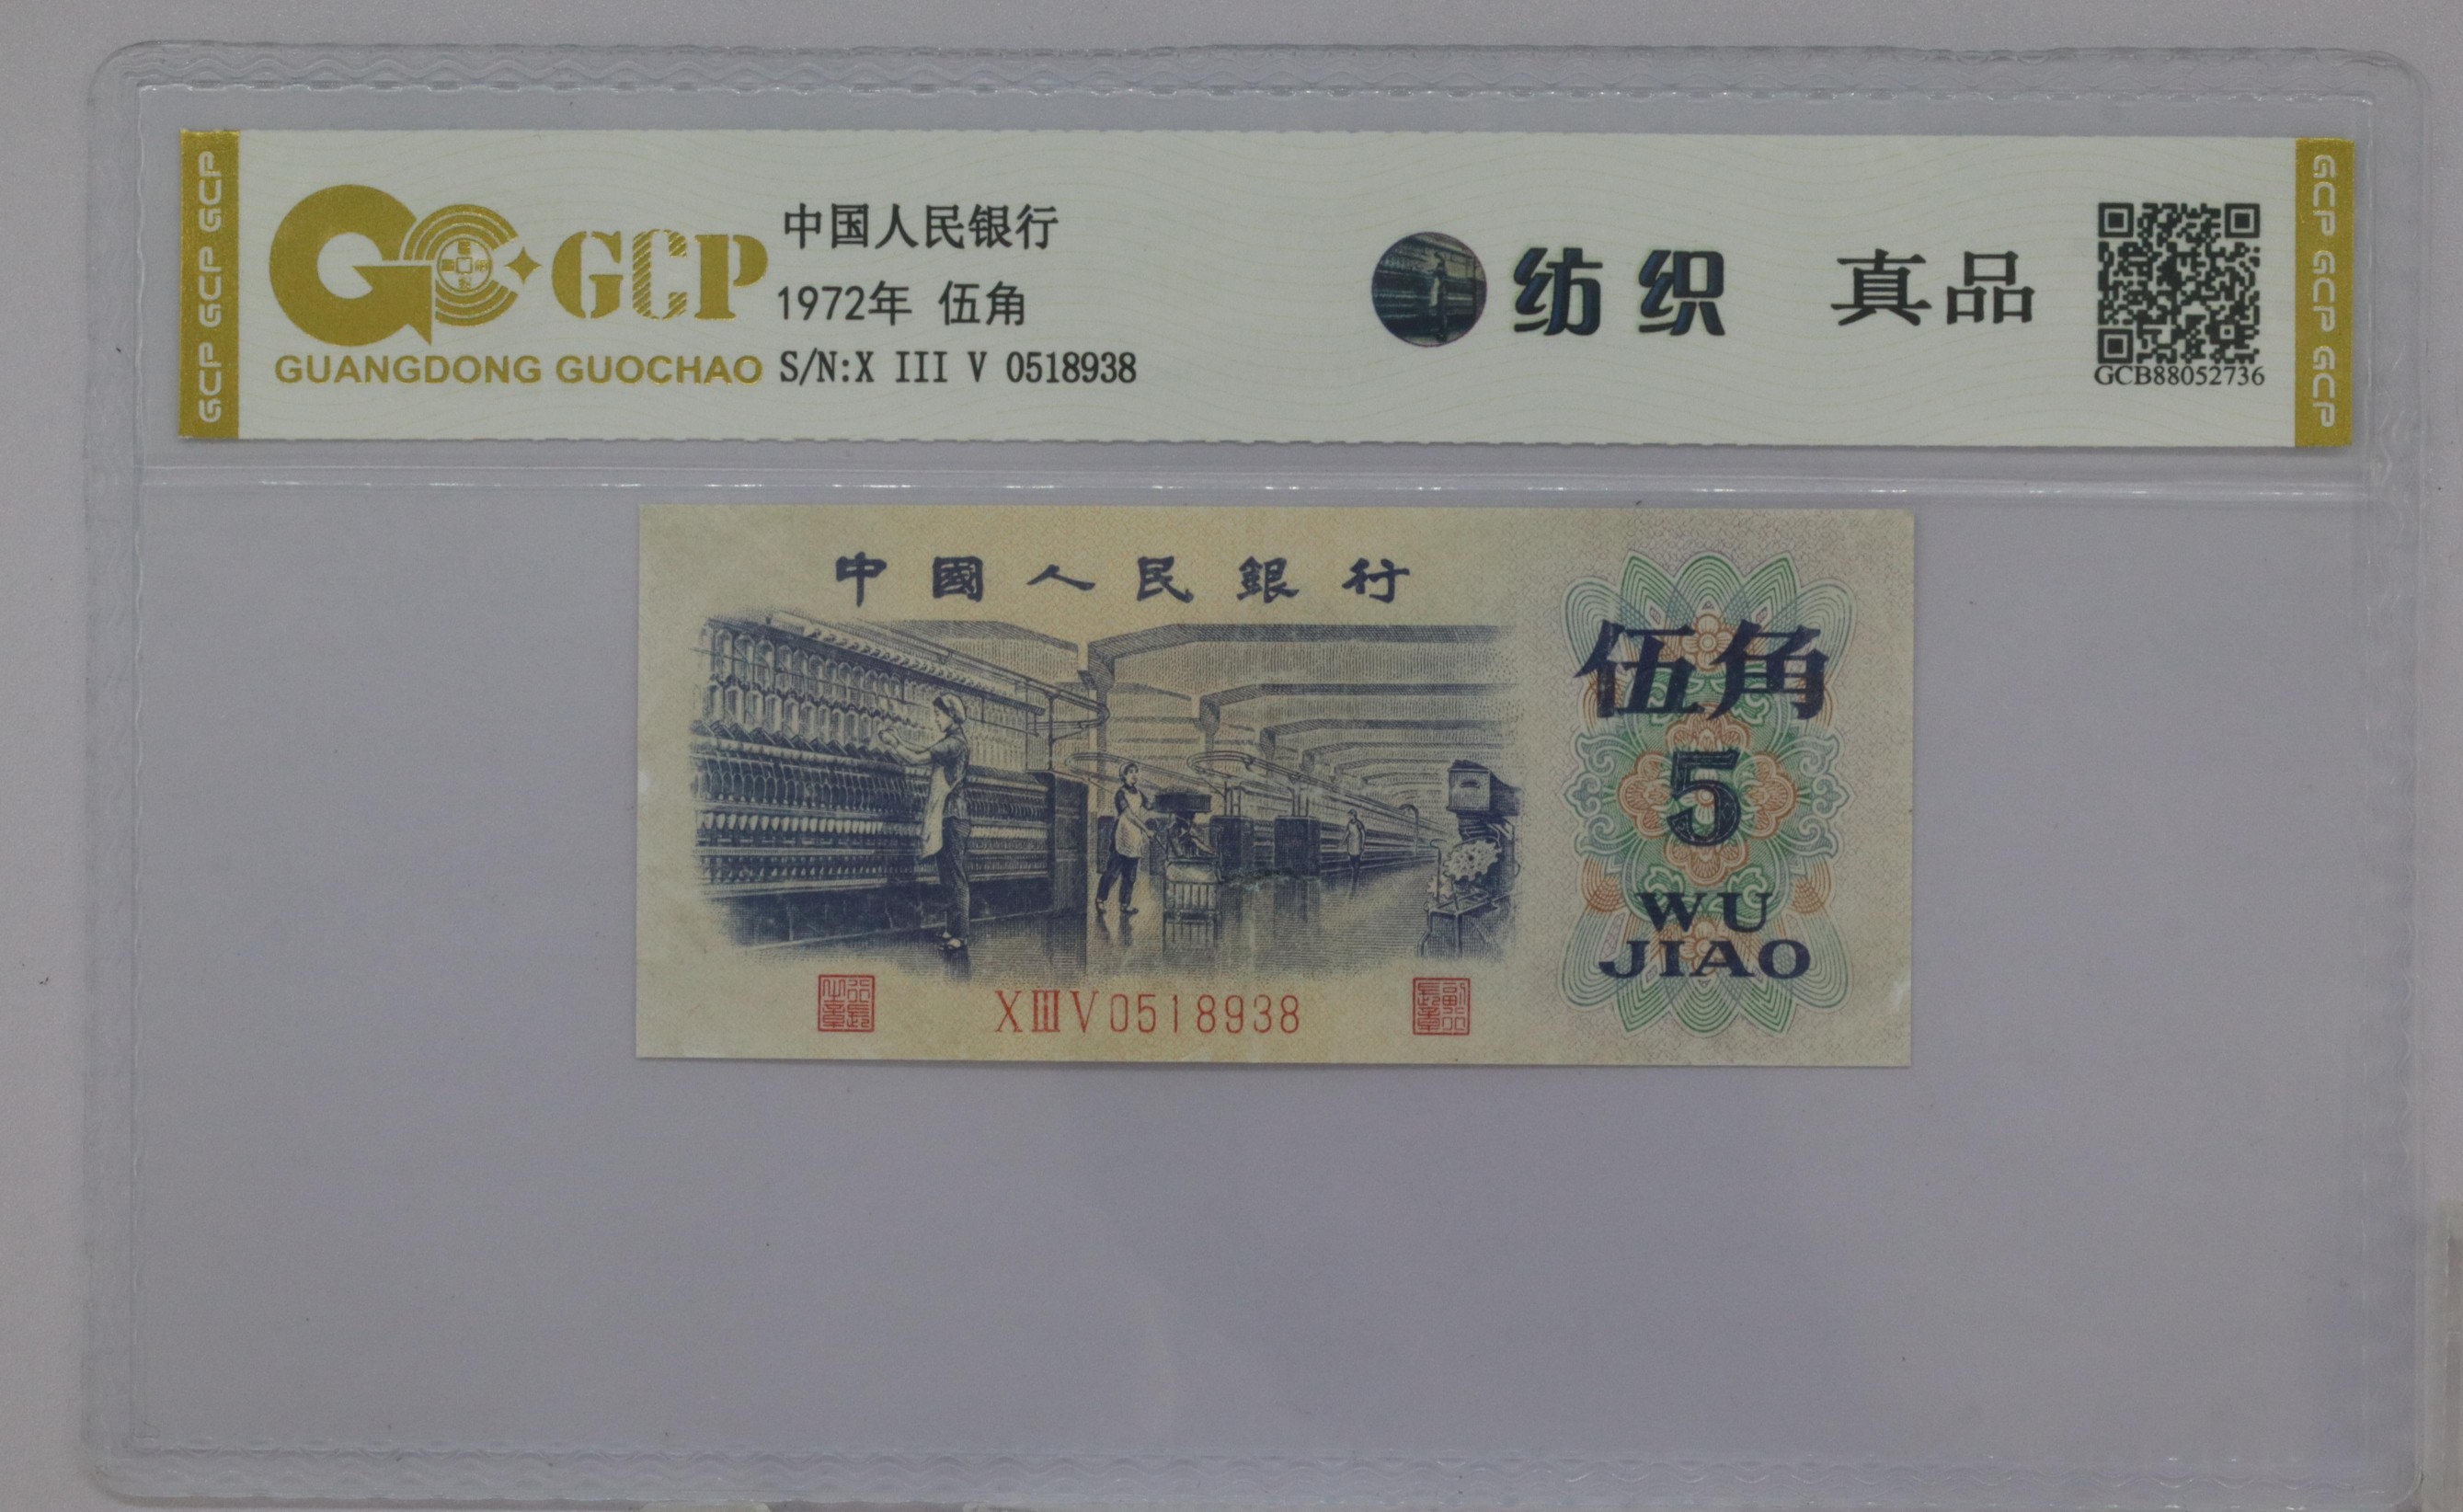 GCP GCP GCP
GCP
GUANGDONG GUOCHAO
中国人民银行
1972年 伍角
S/N:X III V 0518938
纺织 真品
GCB88052736
GCP GCP GCP
中國人民銀行
伍角
5
WU
JIAO
XⅢV0518938